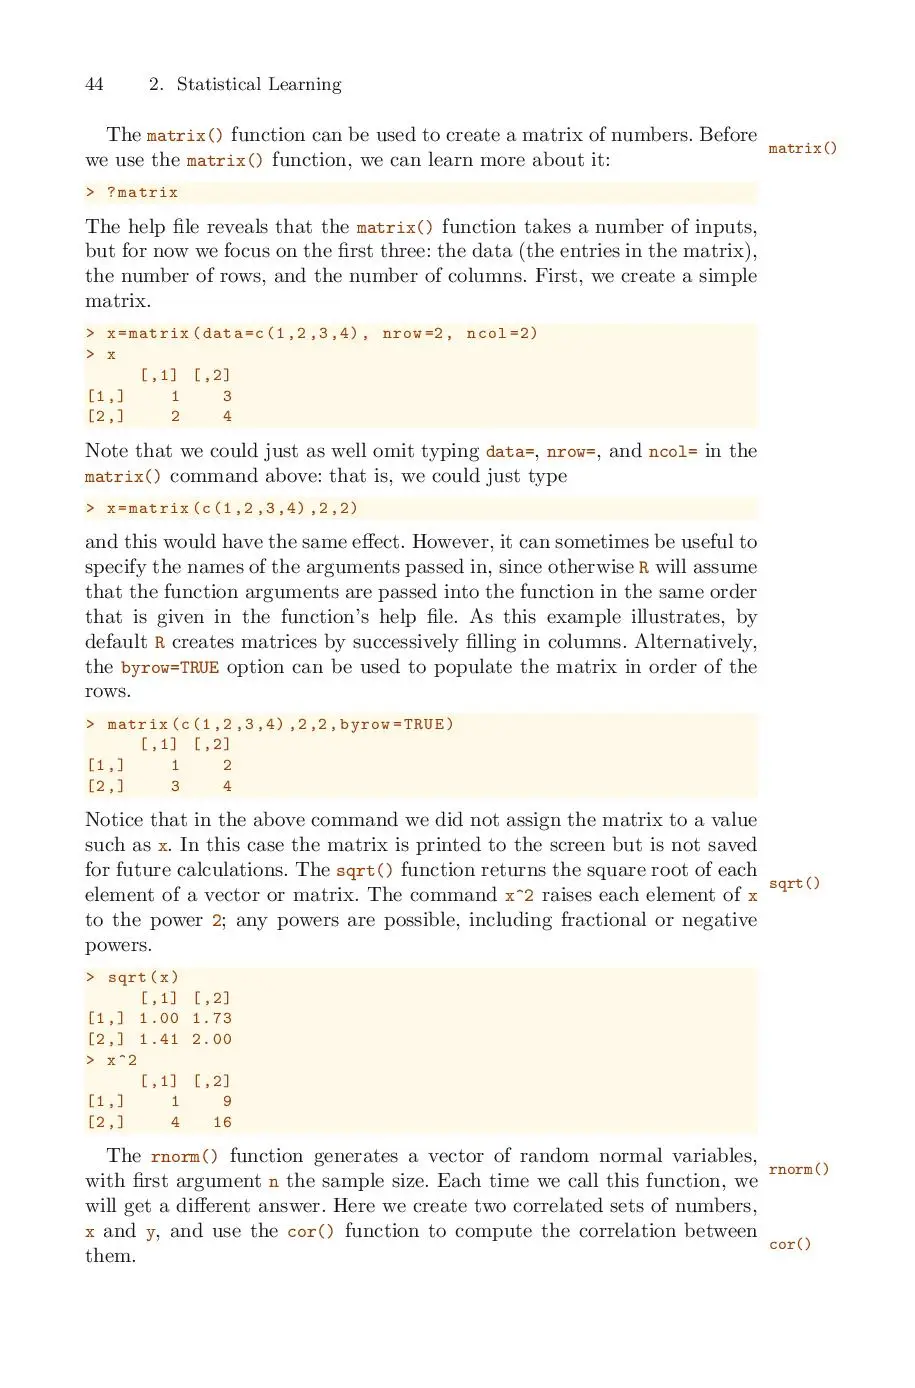 44 2. Statistical Learning
The matrix() function can be used to create a matrix of numbers. Before
matrix()
we use the matrix() function, we can learn more about it:
> ?matrix
The help file reveals that the matrix() function takes a number of inputs,
but for now we focus on the first three: the data (the entries in the matrix),
the number of rows, and the number of columns. First, we create a simple
matrix.
> x=matrix(data=c(1,2,3,4), nrow=2, ncol=2)
> x
[,1] [,2]
[1,] 1 3
[2,] 2 4
Note that we could just as well omit typing data=, nrow=, and ncol= in the
matrix() command above: that is, we could just type
> x=matrix(c(1,2,3,4),2,2)
and this would have the same effect. However, it can sometimes be useful to
specify the names of the arguments passed in, since otherwise R will assume
that the function arguments are passed into the function in the same order
that is given in the function's help file. As this example illustrates, by
default R creates matrices by successively filling in columns. Alternatively,
the byrow=TRUE option can be used to populate the matrix in order of the
rows.
> matrix(c(1,2,3,4),2,2,byrow=TRUE)
[,1] [,2]
[1,] 1 2
[2,] 3 4
Notice that in the above command we did not assign the matrix to a value
such as x. In this case the matrix is printed to the screen but is not saved
for future calculations. The sqrt() function returns the square root of each
sqrt()
element of a vector or matrix. The command x^2 raises each element of x
to the power 2; any powers are possible, including fractional or negative
powers.
> sqrt(x)
[,1] [,2]
[1,] 1.00 1.73
[2,] 1.41 2.00
> x^2
[,1] [,2]
[1,] 1 9
[2,] 4 16
The rnorm() function generates a vector of random normal variables,
rnorm()
with first argument n the sample size. Each time we call this function, we
will get a different answer. Here we create two correlated sets of numbers,
x and y, and use the cor() function to compute the correlation between
cor()
them.